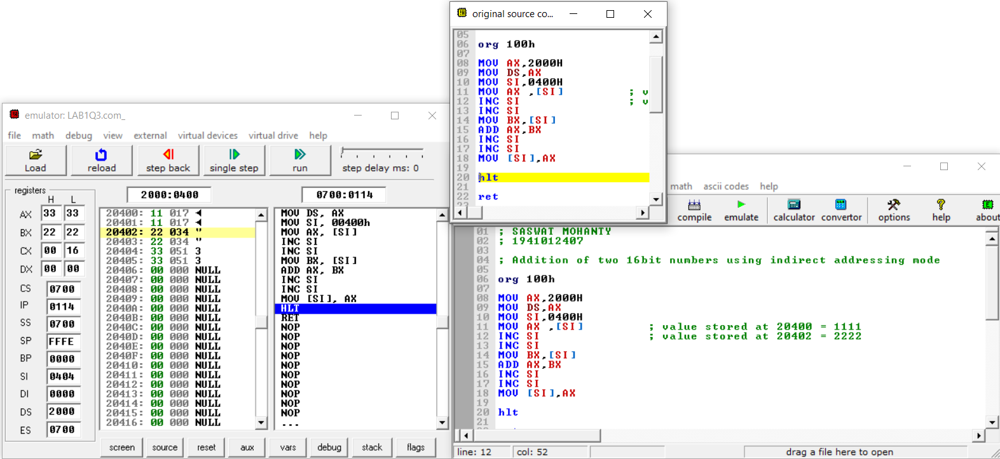 original source co...
05
06 org 100h
07
08 MOV AX,2000H
09 MOV DS,AX
10 MOV SI,0400H
11 MOV AX ,[SI] ; v
12 INC SI ; v
13 INC SI
14 MOV BX,[SI]
15 ADD AX,BX
16 INC SI
17 INC SI
18 MOV [SI],AX
19
20 hlt
21
22 ret
23
emulator: LAB1Q3.com_
file math debug view external virtual devices virtual drive help
Load reload step back single step run step delay ms: 0
registers
H L
AX 33 33
BX 22 22
CX 00 16
DX 00 00
CS 0700
IP 0114
SS 0700
SP FFFE
BP 0000
SI 0404
DI 0000
DS 2000
ES 0700
2000:0400
20400: 11 017 ◄
20401: 11 017 ◄
20402: 22 034 "
20403: 22 034 "
20404: 33 051 3
20405: 33 051 3
20406: 00 000 NULL
20407: 00 000 NULL
20408: 00 000 NULL
20409: 00 000 NULL
2040A: 00 000 NULL
2040B: 00 000 NULL
2040C: 00 000 NULL
2040D: 00 000 NULL
2040E: 00 000 NULL
2040F: 00 000 NULL
20410: 00 000 NULL
20411: 00 000 NULL
20412: 00 000 NULL
20413: 00 000 NULL
20414: 00 000 NULL
20415: 00 000 NULL
20416: 00 000 NULL
0700:0114
MOV DS, AX
MOV SI, 00400h
MOV AX, [SI]
INC SI
INC SI
MOV BX, [SI]
ADD AX, BX
INC SI
INC SI
MOV [SI], AX
HLT
RET
NOP
NOP
NOP
NOP
NOP
NOP
NOP
NOP
NOP
NOP
...
screen source reset aux vars debug stack flags
math ascii codes help
compile emulate calculator convertor options help about
01 ; SASWAT MOHANTY
02 ; 1941012407
03
04 ; Addition of two 16bit numbers using indirect addressing mode
05
06 org 100h
07
08 MOV AX,2000H
09 MOV DS,AX
10 MOV SI,0400H
11 MOV AX ,[SI] ; value stored at 20400 = 1111
12 INC SI ; value stored at 20402 = 2222
13 INC SI
14 MOV BX,[SI]
15 ADD AX,BX
16 INC SI
17 INC SI
18 MOV [SI],AX
19
20 hlt
21
line: 12 col: 52 drag a file here to open